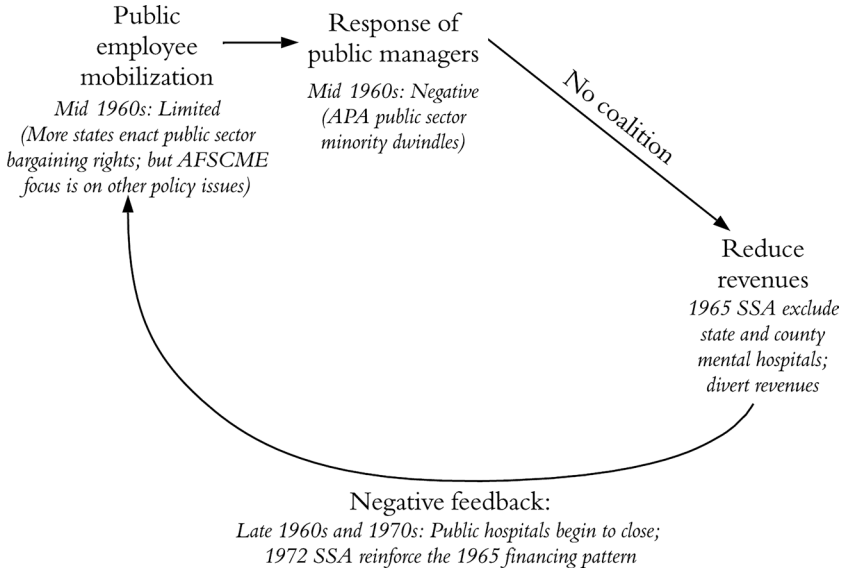 Public
employee
mobilization
Mid 1960s: Limited
(More states enact public sector
bargaining rights; but AFSCME
focus is on other policy issues)
Response of
public managers
Mid 1960s: Negative
(APA public sector
minority dwindles)
No coalition
Reduce
revenues
1965 SSA exclude
state and county
mental hospitals;
divert revenues
Negative feedback:
Late 1960s and 1970s: Public hospitals begin to close;
1972 SSA reinforce the 1965 financing pattern